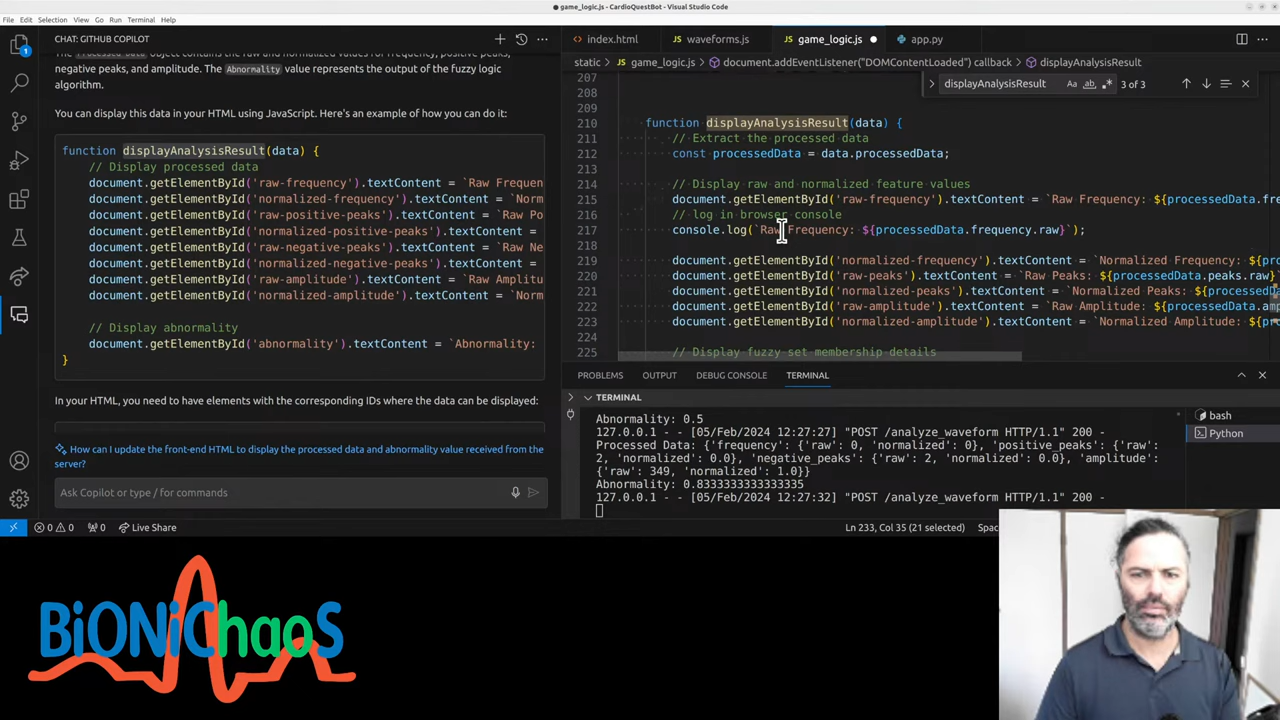 game_logic.js - CardioQuestBot - Visual Studio Code
File Edit Selection View Go Run Terminal Help
CHAT: GITHUB COPILOT
negative peaks, and amplitude. The Abnormality value represents the output of the fuzzy logic
algorithm.
You can display this data in your HTML using JavaScript. Here's an example of how you can do it:
function displayAnalysisResult(data) {
// Display processed data
document.getElementById('raw-frequency').textContent = `Raw Frequen
document.getElementById('normalized-frequency').textContent = `Norm
document.getElementById('raw-positive-peaks').textContent = `Raw Po
document.getElementById('normalized-positive-peaks').textContent = `
document.getElementById('raw-negative-peaks').textContent = `Raw Ne
document.getElementById('normalized-negative-peaks').textContent = `
document.getElementById('raw-amplitude').textContent = `Raw Amplitu
document.getElementById('normalized-amplitude').textContent = `Norm
// Display abnormality
document.getElementById('abnormality').textContent = `Abnormality:
}
In your HTML, you need to have elements with the corresponding IDs where the data can be displayed:
How can I update the front-end HTML to display the processed data and abnormality value received from the
server?
Ask Copilot or type / for commands
index.html waveforms.js game_logic.js app.py
static > game_logic.js > document.addEventListener("DOMContentLoaded") callback > displayAnalysisResult
displayAnalysisResult Aa ab 3 of 3
207
208
209
210 function displayAnalysisResult(data) {
211 // Extract the processed data
212 const processedData = data.processedData;
213
214 // Display raw and normalized feature values
215 document.getElementById('raw-frequency').textContent = `Raw Frequency: ${processedData.fre
216 // log in browser console
217 console.log(`Raw Frequency: ${processedData.frequency.raw}`);
218
219 document.getElementById('normalized-frequency').textContent = `Normalized Frequency: ${pro
220 document.getElementById('raw-peaks').textContent = `Raw Peaks: ${processedData.peaks.raw}`
221 document.getElementById('normalized-peaks').textContent = `Normalized Peaks: ${processedDa
222 document.getElementById('raw-amplitude').textContent = `Raw Amplitude: ${processedData.amp
223 document.getElementById('normalized-amplitude').textContent = `Normalized Amplitude: ${pro
225 // Display fuzzy set membership details
PROBLEMS OUTPUT DEBUG CONSOLE TERMINAL
TERMINAL
Abnormality: 0.5
127.0.0.1 - - [05/Feb/2024 12:27:27] "POST /analyze_waveform HTTP/1.1" 200 -
Processed Data: {'frequency': {'raw': 0, 'normalized': 0}, 'positive_peaks': {'raw':
2, 'normalized': 0.0}, 'negative_peaks': {'raw': 2, 'normalized': 0.0}, 'amplitude':
{'raw': 349, 'normalized': 1.0}}
Abnormality: 0.8333333333333335
127.0.0.1 - - [05/Feb/2024 12:27:32] "POST /analyze_waveform HTTP/1.1" 200 -
bash
Python
1
0 0 0 Live Share
Ln 233, Col 35 (21 selected) Spac
BiONiChaoS